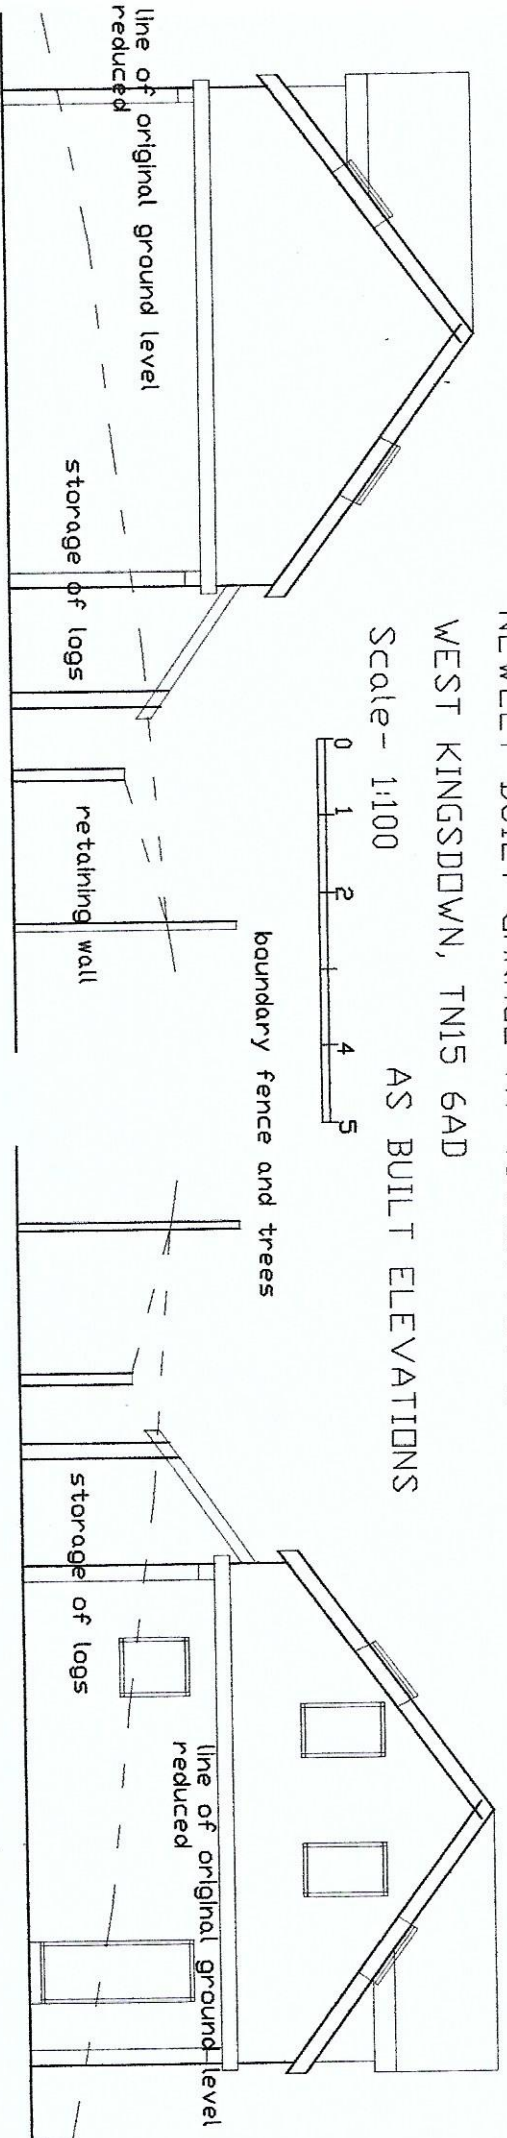 WEST KINGSDOWN, TN15 6AD
Scale- 1:100
AS BUILT ELEVATIONS
0 1 2 4 5
boundary fence and trees
line of original ground level
reduced
storage of logs
retaining wall
storage of logs
line of original ground level
reduced